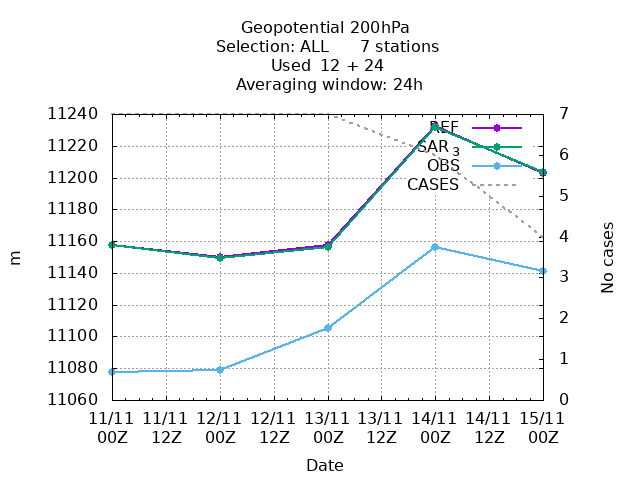 Geopotential 200hPa
Selection: ALL 7 stations
Used 12 + 24
Averaging window: 24h
11240
11220
11200
11180
11160
11140
11120
11100
11080
11060
m
7
6
5
4
3
2
1
0
No cases
REF
SAR 3
OBS
CASES
11/11 00Z
11/11 12Z
12/11 00Z
12/11 12Z
13/11 00Z
13/11 12Z
14/11 00Z
14/11 12Z
15/11 00Z
Date